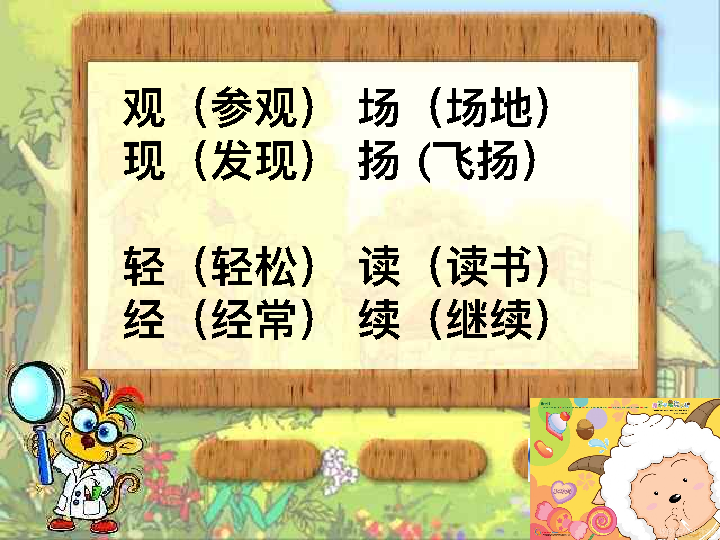 观（参观） 场（场地）
现（发现） 扬 (飞扬）
轻（轻松） 读（读书）
经（经常） 续（继续）